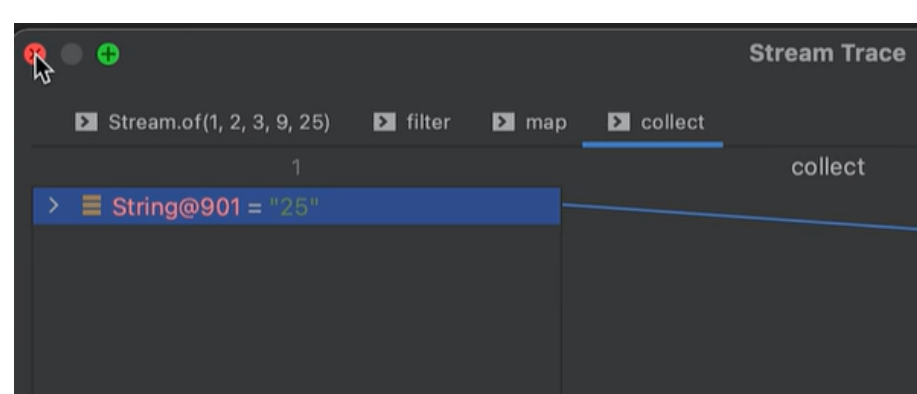 Stream Trace
Stream.of(1, 2, 3, 9, 25) filter map collect
1 collect
String@901 = "25"